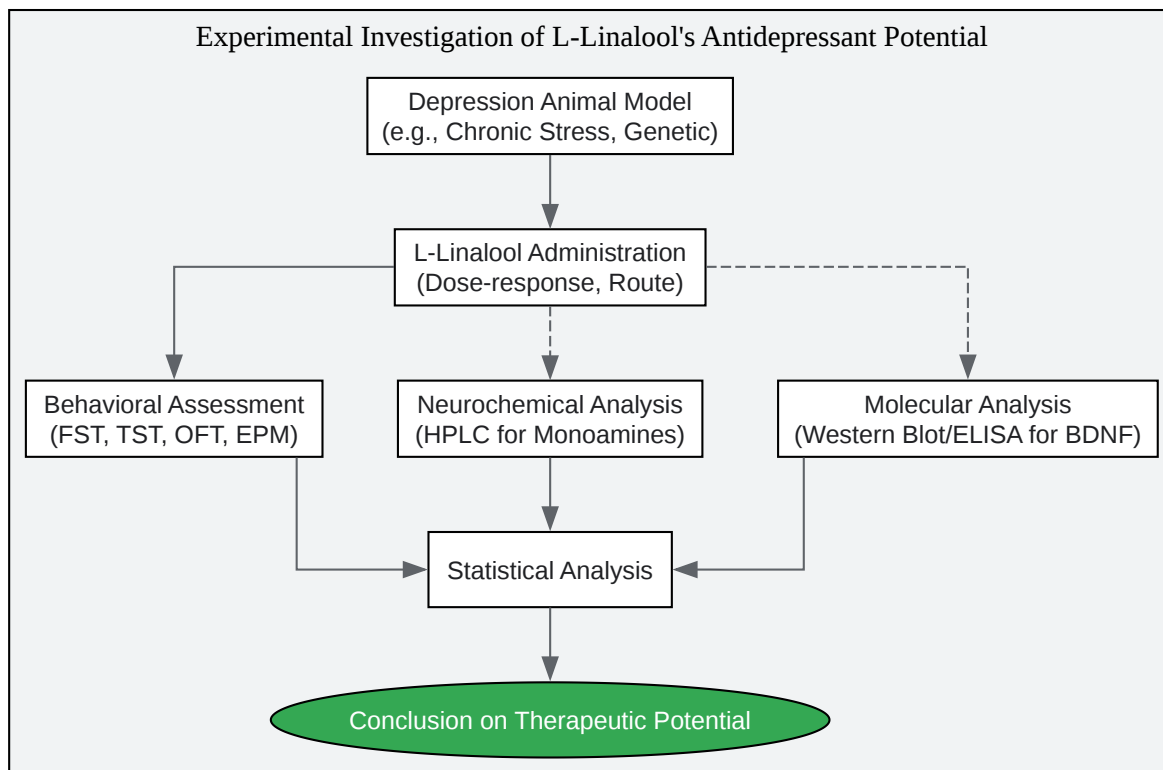 Experimental Investigation of L-Linalool's Antidepressant Potential
Depression Animal Model
(e.g., Chronic Stress, Genetic)
L-Linalool Administration
(Dose-response, Route)
Behavioral Assessment
(FST, TST, OFT, EPM)
Neurochemical Analysis
(HPLC for Monoamines)
Molecular Analysis
(Western Blot/ELISA for BDNF)
Statistical Analysis
Conclusion on Therapeutic Potential